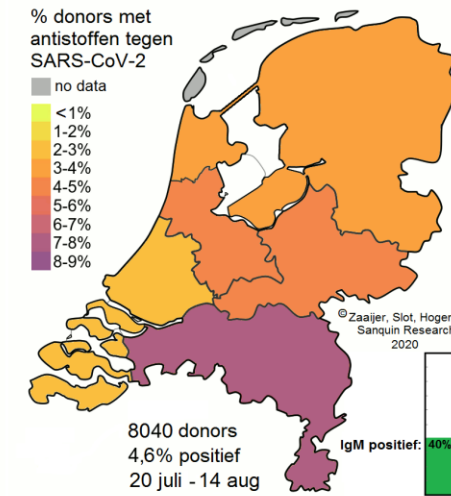 % donors met
antistoffen tegen
SARS-CoV-2
no data
<1%
1-2%
2-3%
3-4%
4-5%
5-6%
6-7%
7-8%
8-9%
© Zaaijer, Slot, Hoger
Sanquin Research
2020
8040 donors
4,6% positief
20 juli - 14 aug
IgM positief: 40%